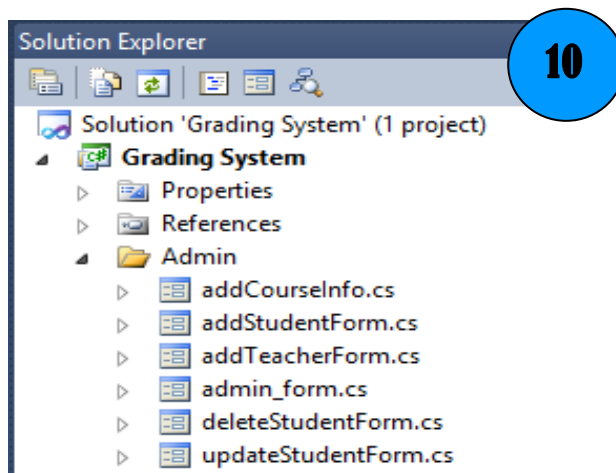 Solution Explorer
10
Solution 'Grading System' (1 project)
Grading System
Properties
References
Admin
addCourseInfo.cs
addStudentForm.cs
addTeacherForm.cs
admin_form.cs
deleteStudentForm.cs
updateStudentForm.cs